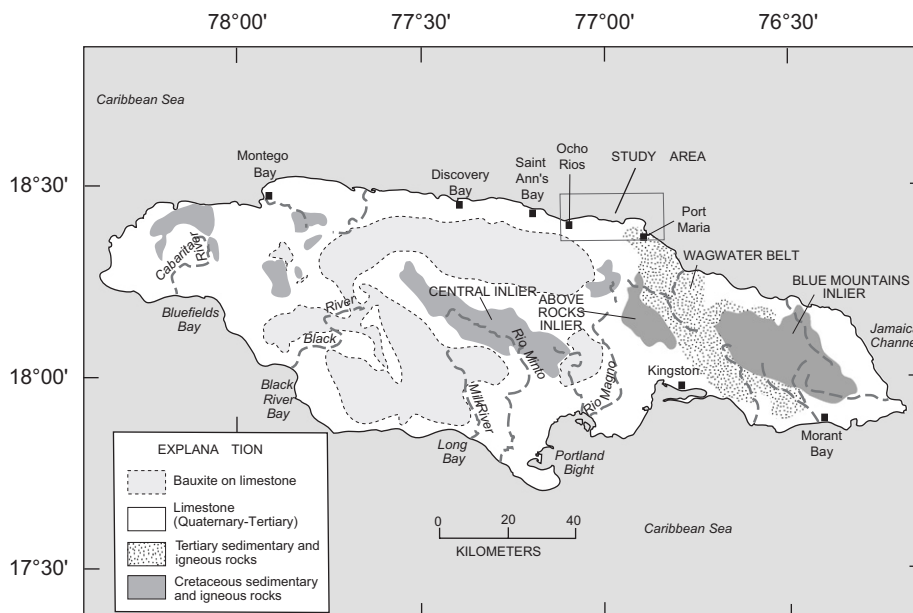 78°00'
77°30'
77°00'
76°30'
Caribbean Sea
Montego
Bay
Discovery
Bay
Saint
Ann's
Bay
Ocho
Rios
STUDY AREA
18°30'
Port
Maria
WAGWATER BELT
Cabaritaer
River
CENTRAL INLIER
ABOVE
ROCKS
INLIER
BLUE MOUNTAINS
INLIER
Bluefields
Bay
River
Black
Rio Minto
Jamaica
Channe
18°00'
Kingston
Black
River
Bay
Milk River
Rio Magno
Long
Bay
Portland
Bight
Morant
Bay
EXPLANA TION
Bauxite on limestone
Limestone
(Quaternary-Tertiary)
Tertiary sedimentary and
igneous rocks
Cretaceous sedimentary
and igneous rocks
0 20 40
KILOMETERS
Caribbean Sea
17°30'